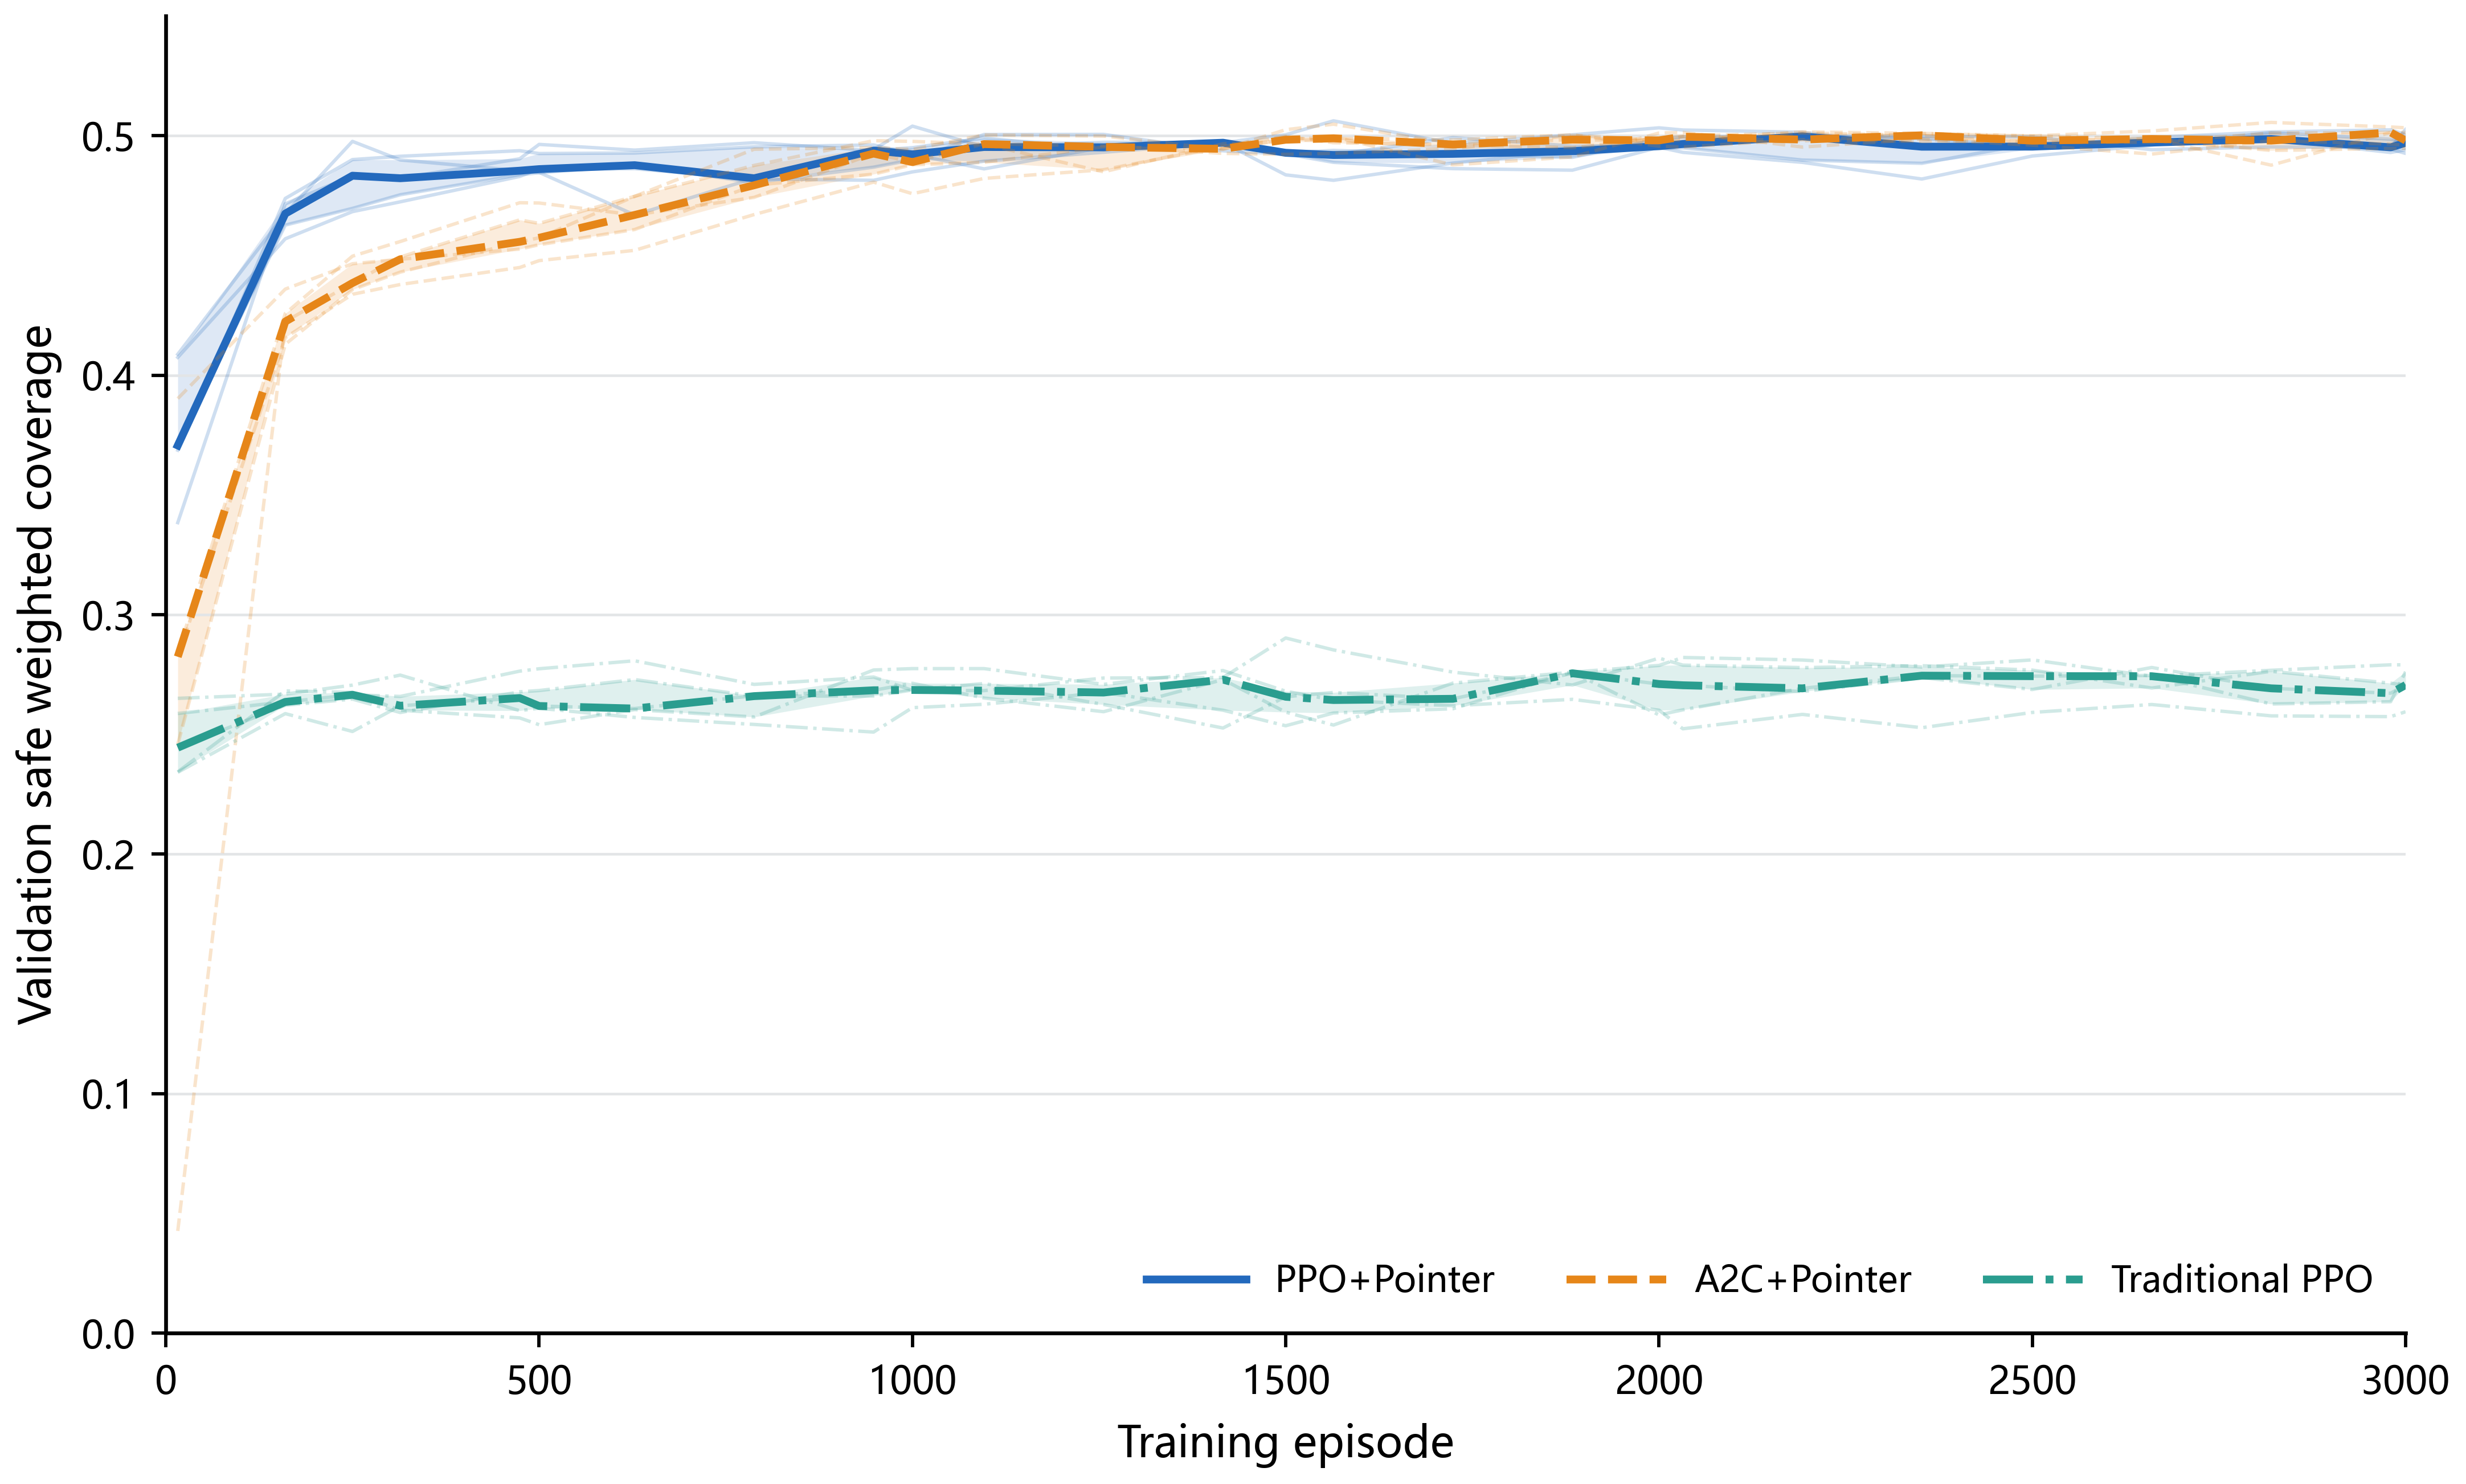 Validation safe weighted coverage
0.5
0.4
0.3
0.2
0.1
0.0
PPO+Pointer A2C+Pointer Traditional PPO
0 500 1000 1500 2000 2500 3000
Training episode